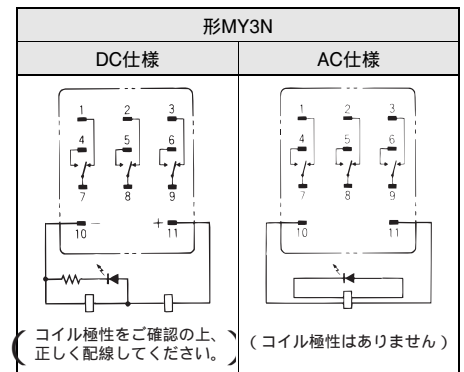 形MY3N
DC仕様
AC仕様
1 2 3
4 5 6
7 8 9
10 − + 11
1 2 3
4 5 6
7 8 9
10 11
コイル極性をご確認の上、
正しく配線してください。
（コイル極性はありません）